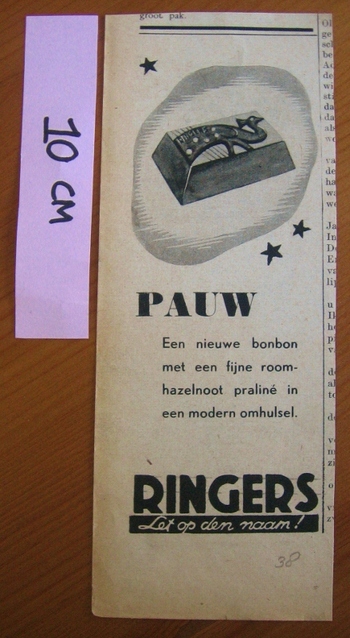 groot pak.
10 CM
PAUW
Een nieuwe bonbon
met een fijne room-
hazelnoot praliné in
een modern omhulsel.
RINGERS
Let op den naam!
38